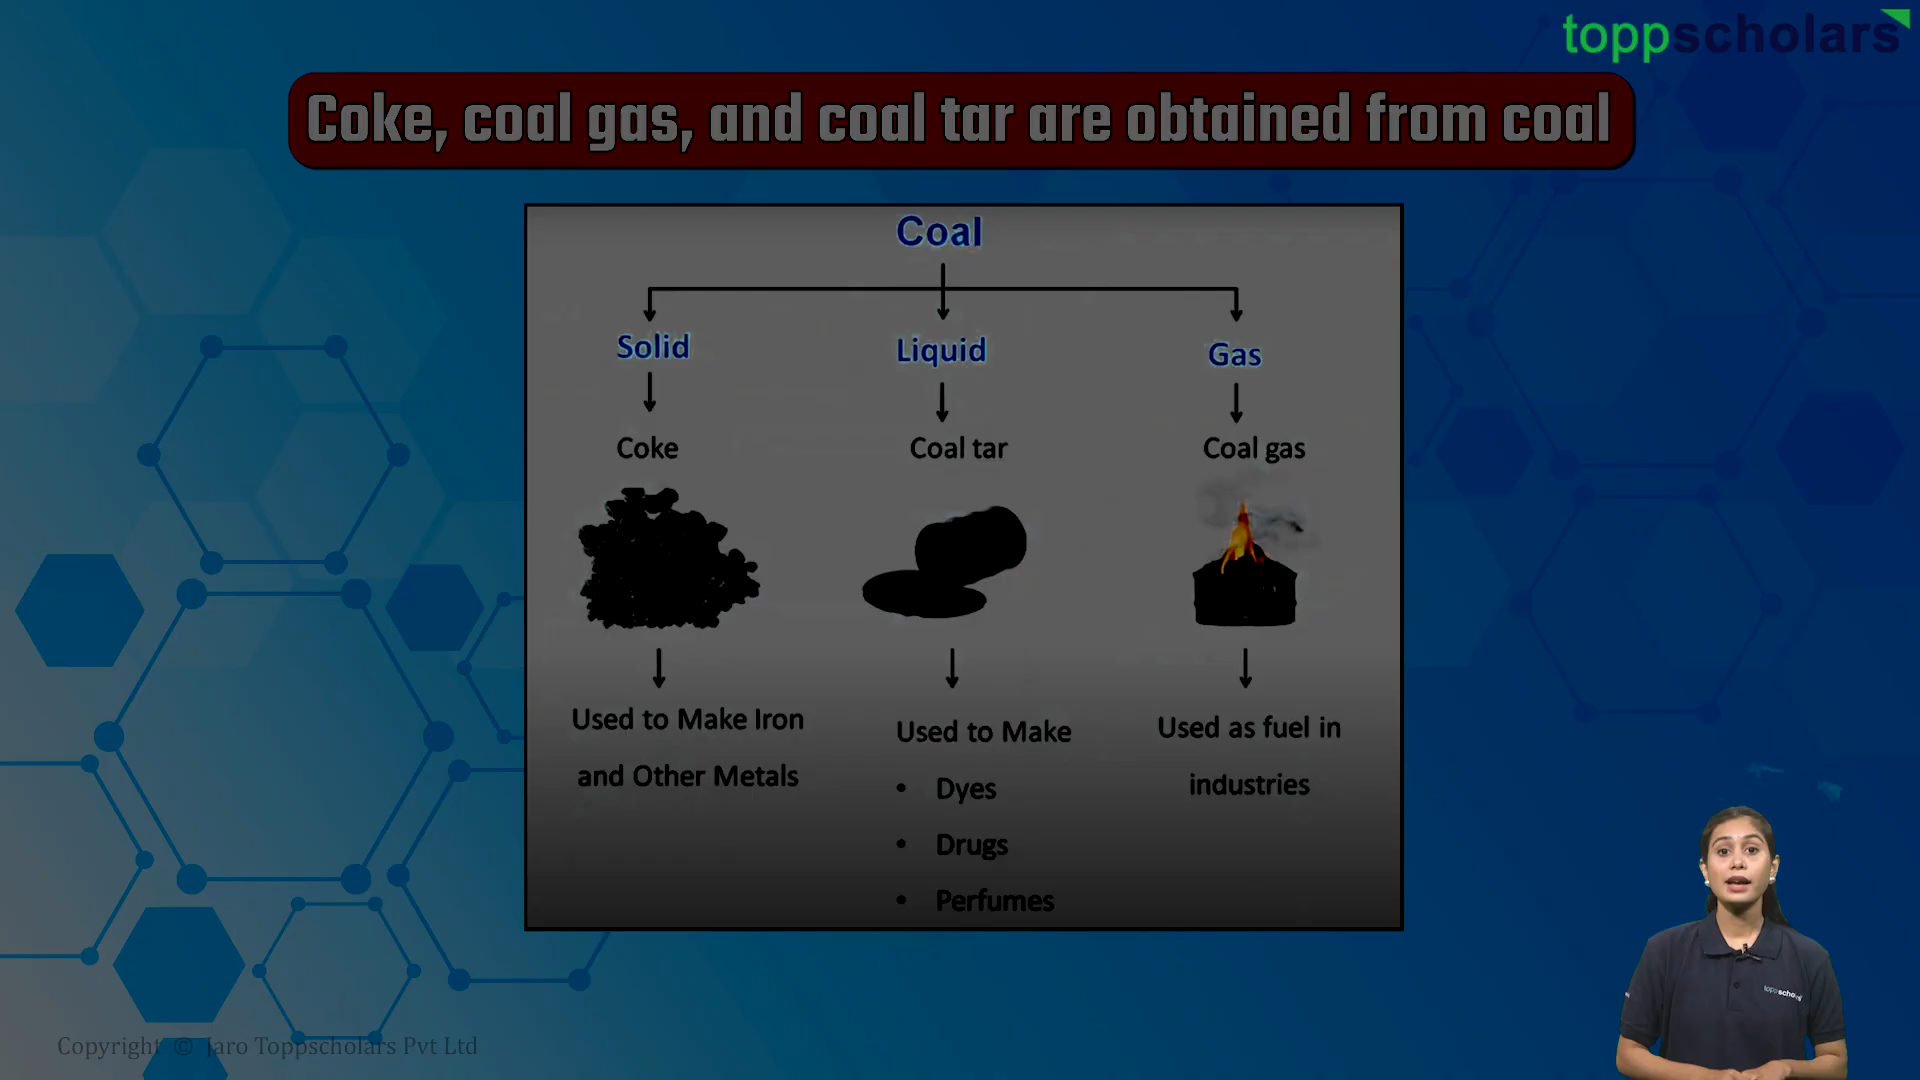 toppscholars
Coke, coal gas, and coal tar are obtained from coal
Coal
Solid
Liquid
Gas
Coke
Coal tar
Coal gas
Used to Make Iron
and Other Metals
Used to Make
• Dyes
• Drugs
• Perfumes
Used as fuel in
industries
toppscho
Copyright © Jaro Toppscholars Pvt Ltd